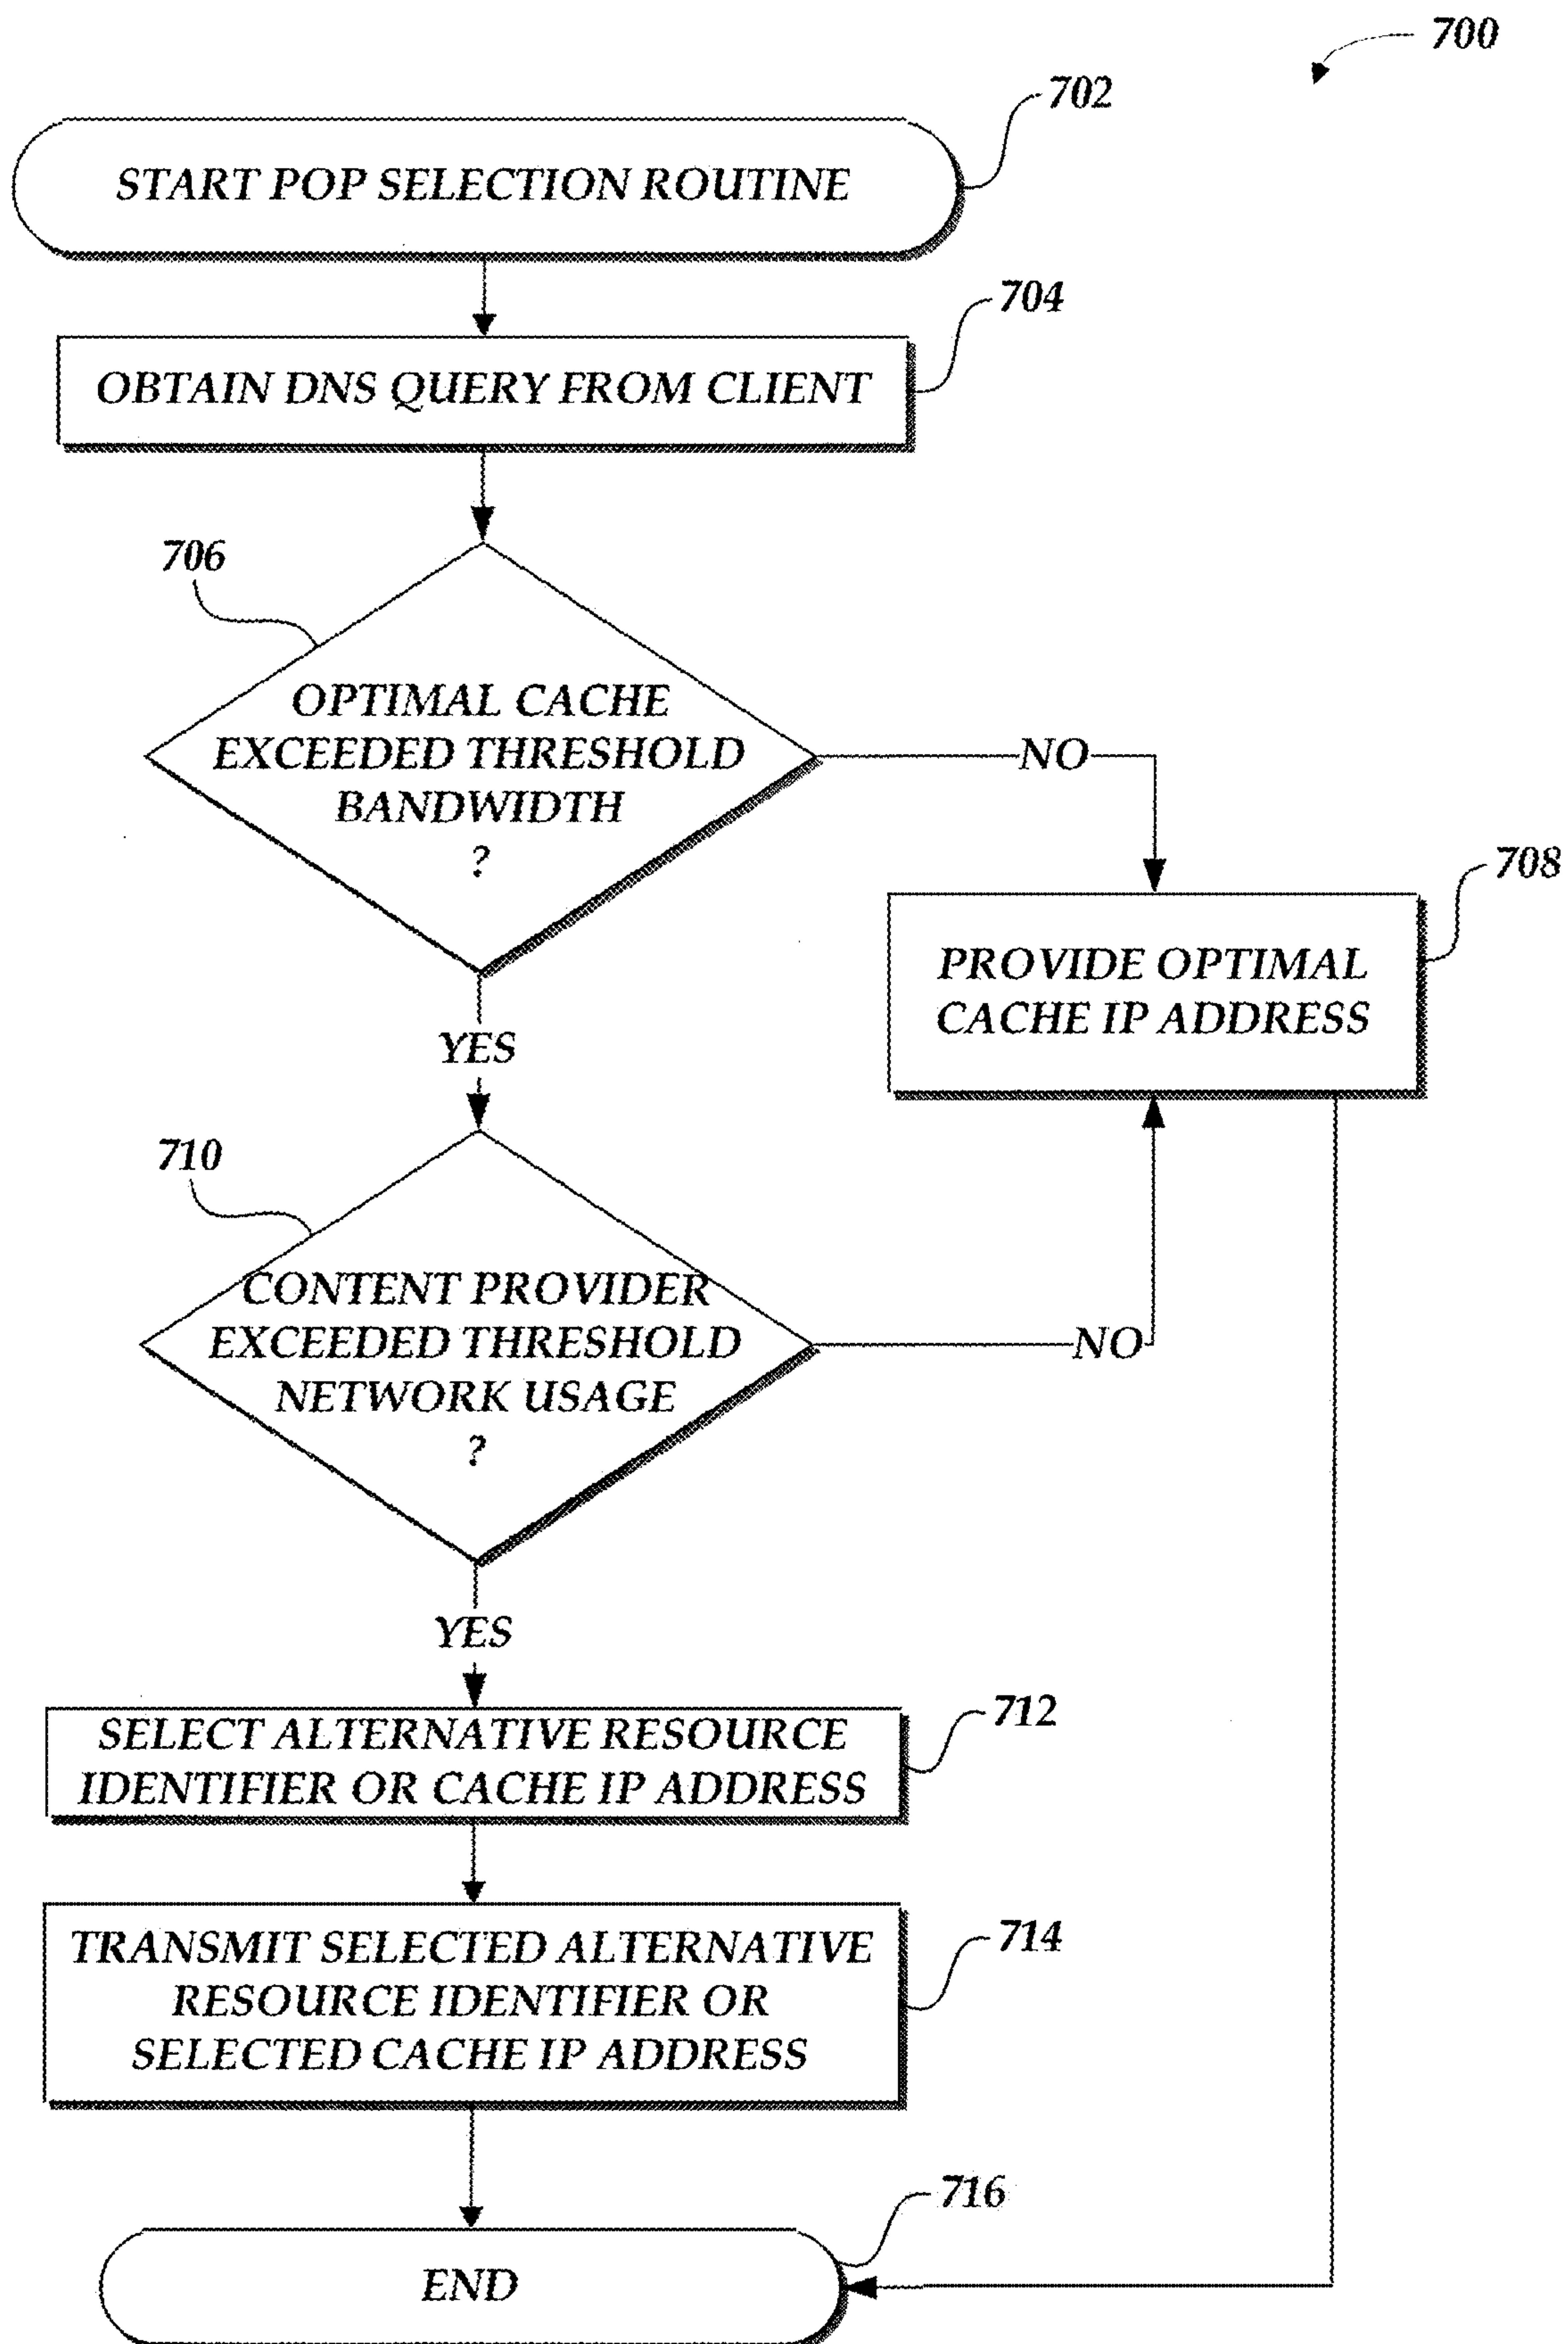 700
702
START POP SELECTION ROUTINE
704
OBTAIN DNS QUERY FROM CLIENT
706
OPTIMAL CACHE
EXCEEDED THRESHOLD
BANDWIDTH
?
NO
708
PROVIDE OPTIMAL
CACHE IP ADDRESS
YES
710
CONTENT PROVIDER
EXCEEDED THRESHOLD
NETWORK USAGE
?
NO
YES
712
SELECT ALTERNATIVE RESOURCE
IDENTIFIER OR CACHE IP ADDRESS
714
TRANSMIT SELECTED ALTERNATIVE
RESOURCE IDENTIFIER OR
SELECTED CACHE IP ADDRESS
716
END